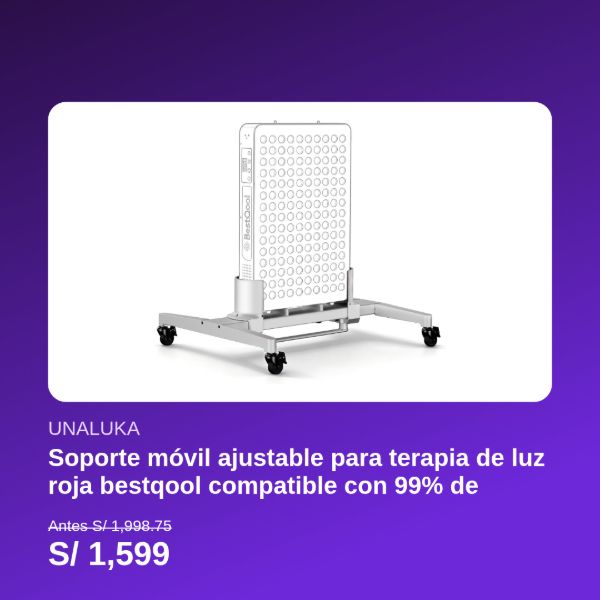 BestQool
UNALUKA
Soporte móvil ajustable para terapia de luz
roja bestqool compatible con 99% de
Antes S/ 1,998.75
S/ 1,599